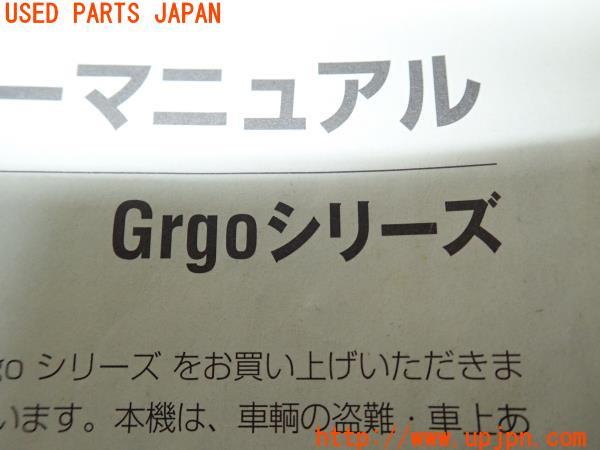 USED PARTS JAPAN
ーマニュアル
Grgoシリーズ
go シリーズ をお買い上げいただきま
います。本機は、車輌の盗難・車上あ
http://www.upjpn.com